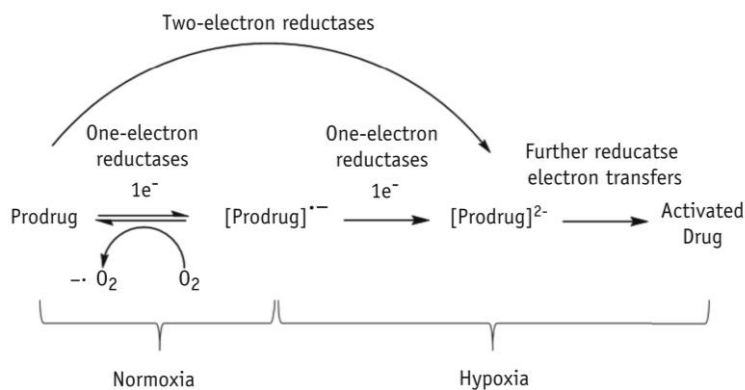 Two-electron reductases
One-electron
reductases
1e⁻
One-electron
reductases
1e⁻
Further reducatse
electron transfers
Prodrug
[Prodrug]•−
[Prodrug]²⁻
Activated
Drug
−• O₂
O₂
Normoxia
Hypoxia